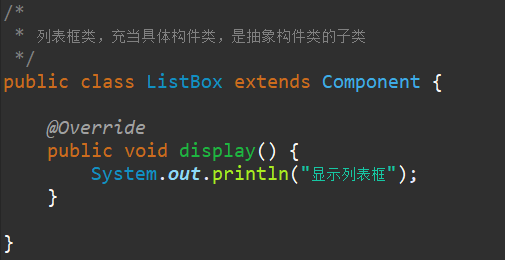 /*
 * 列表框类，充当具体构件类，是抽象构件类的子类
 */
public class ListBox extends Component {

    @Override
    public void display() {
        System.out.println("显示列表框");
    }

}